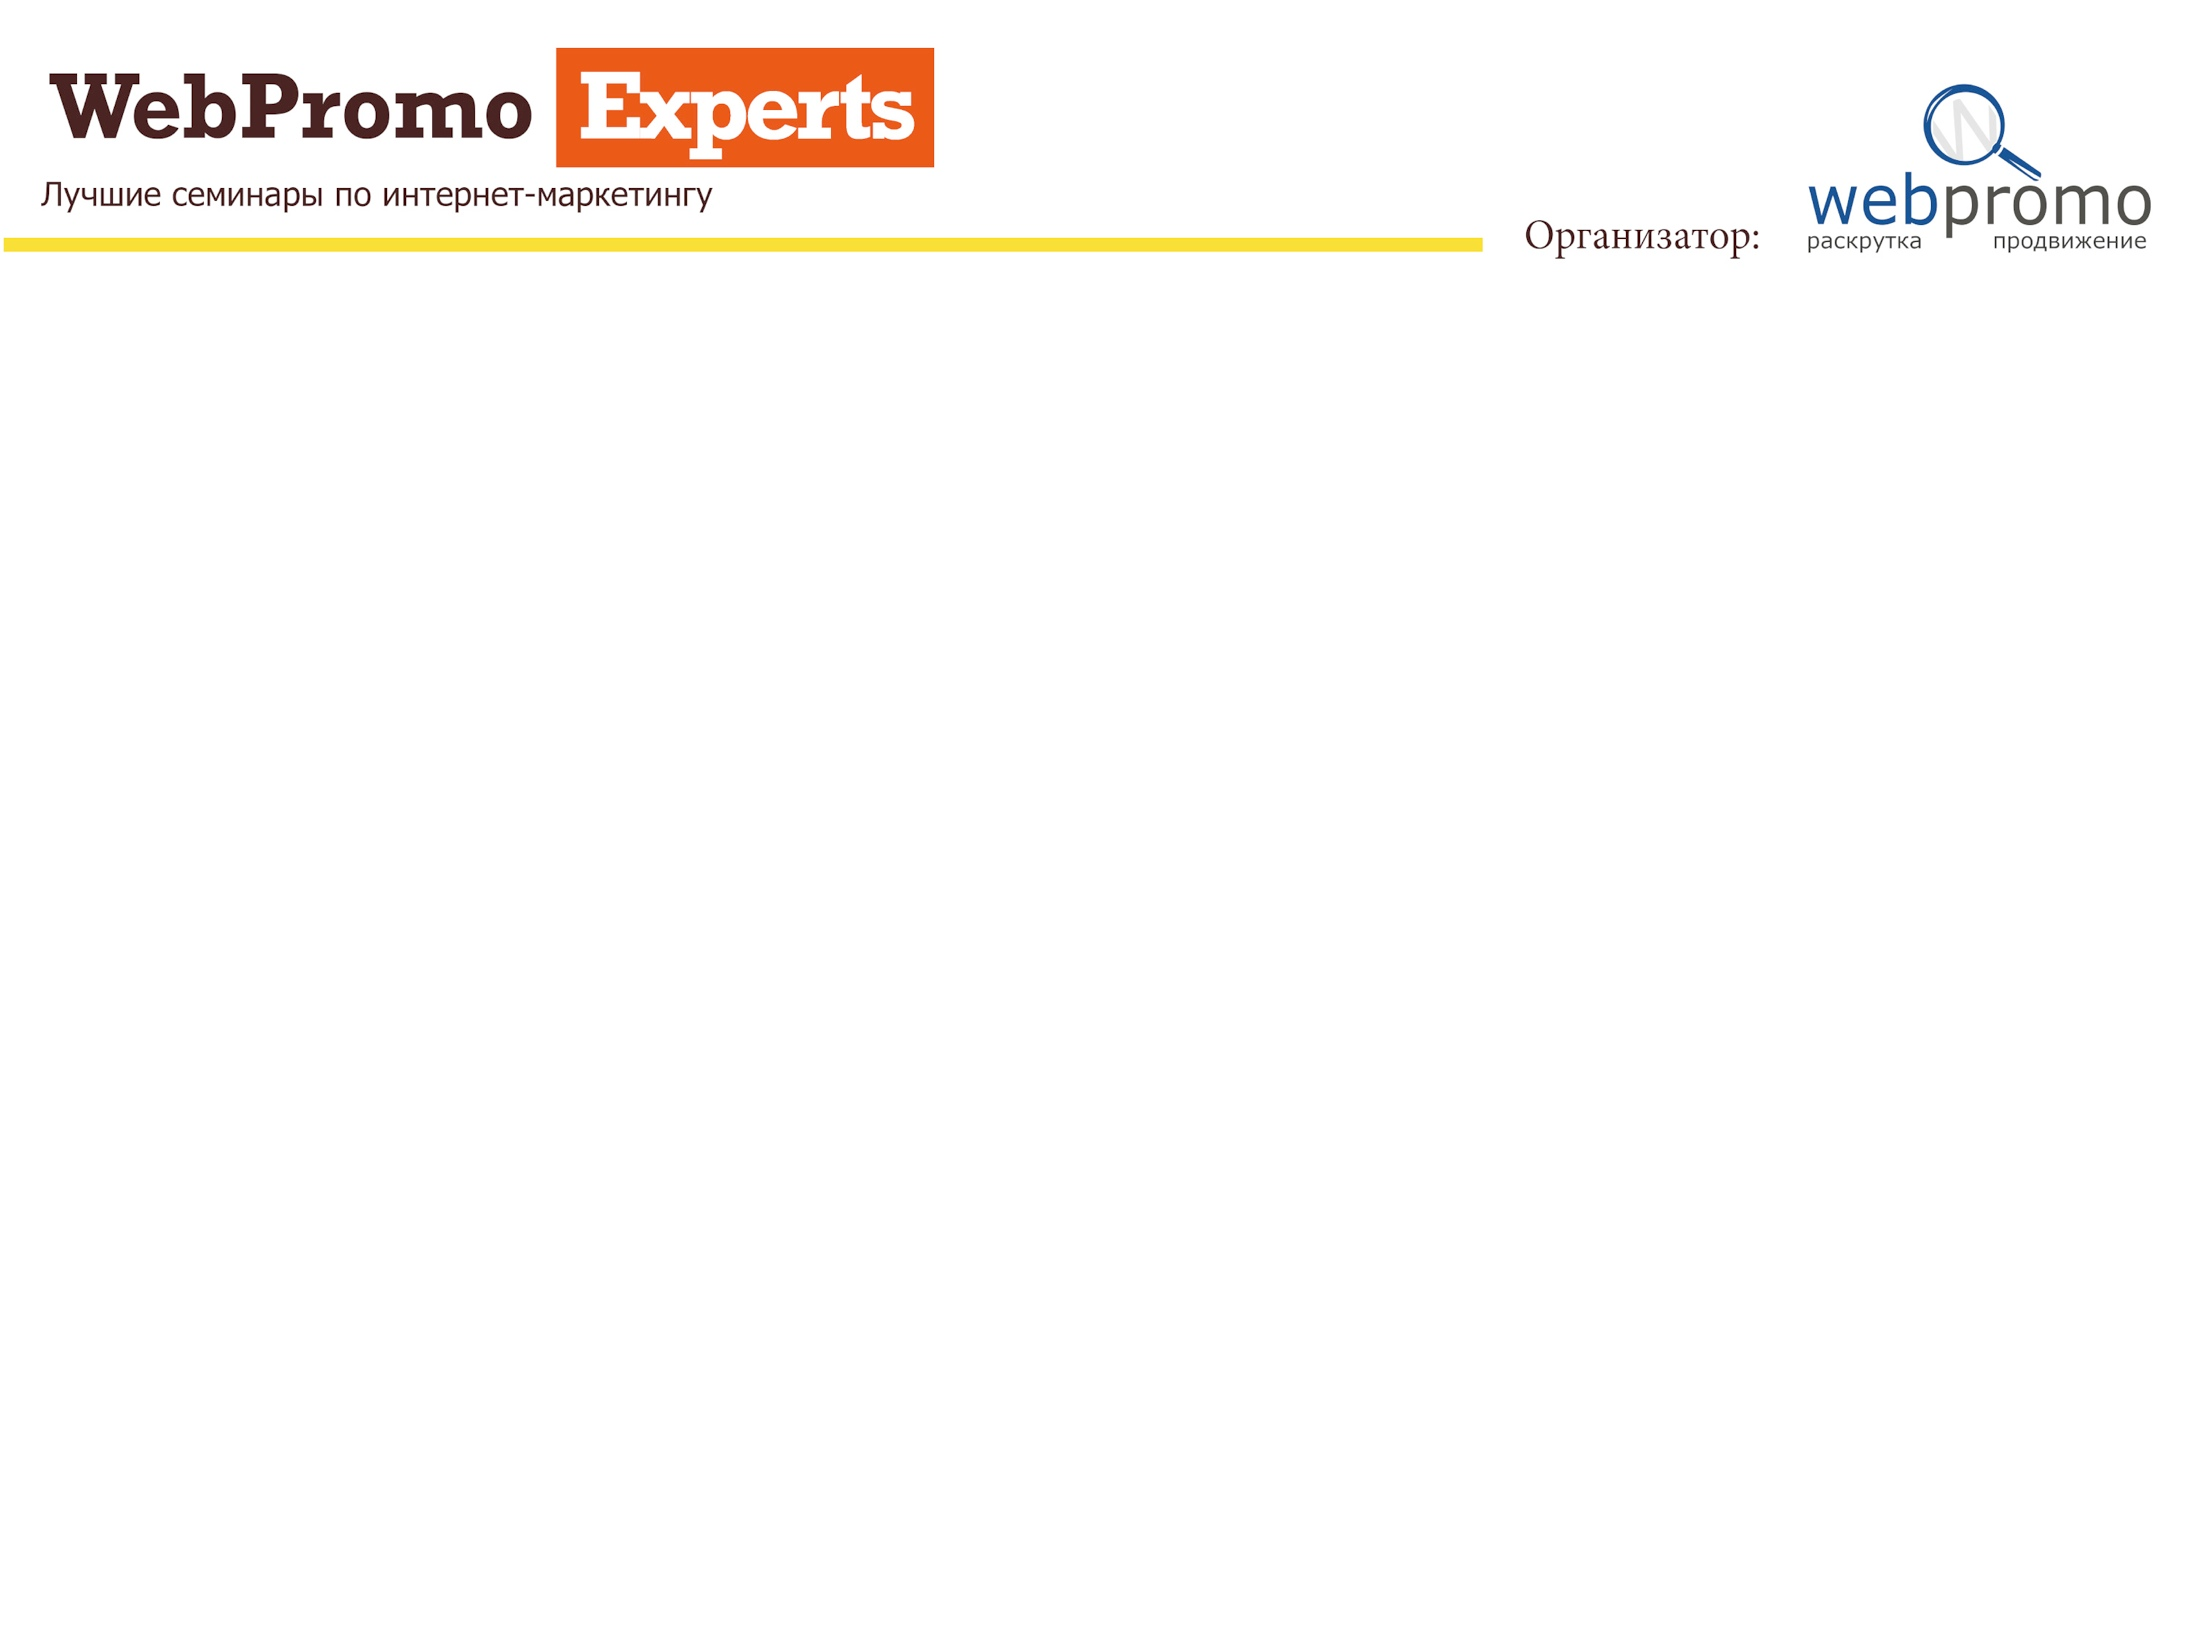 WebPromo Experts
Лучшие семинары по интернет-маркетингу
Организатор:
webpromo
раскрутка продвижение